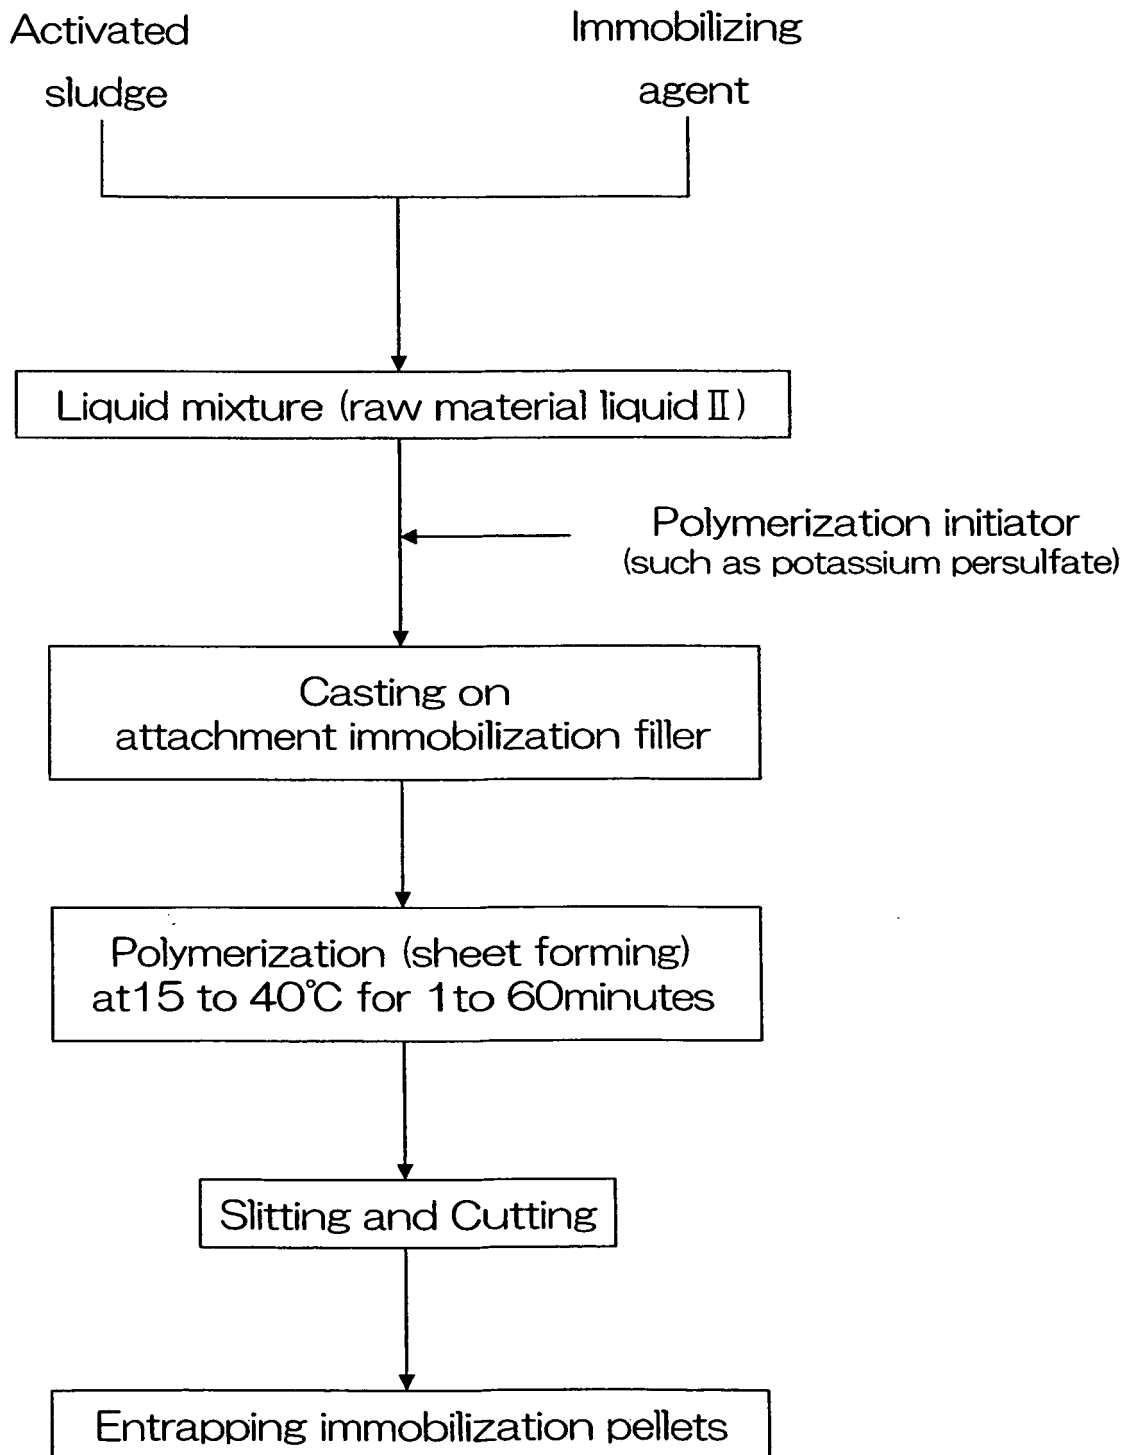 Activated
sludge
Immobilizing
agent
Liquid mixture (raw material liquid Ⅱ)
Polymerization initiator
(such as potassium persulfate)
Casting on
attachment immobilization filler
Polymerization (sheet forming)
at15 to 40℃ for 1to 60minutes
Slitting and Cutting
Entrapping immobilization pellets